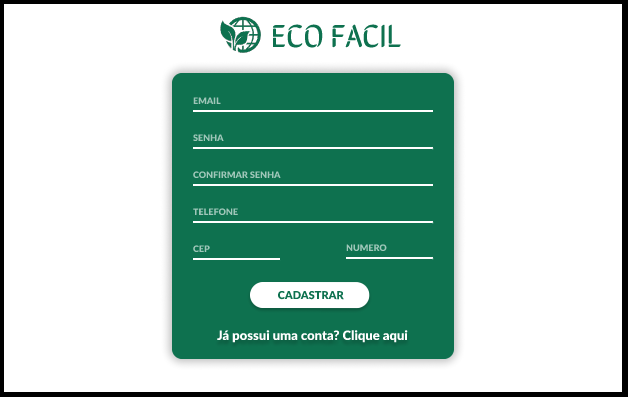 ECO FACIL
EMAIL
SENHA
CONFIRMAR SENHA
TELEFONE
CEP
NUMERO
CADASTRAR
Já possui uma conta? Clique aqui